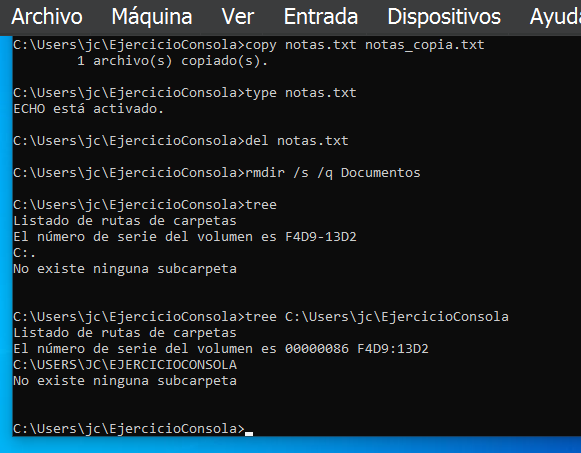 Archivo Máquina Ver Entrada Dispositivos Ayuda
C:\Users\jc\EjercicioConsola>copy notas.txt notas_copia.txt
        1 archivo(s) copiado(s).
C:\Users\jc\EjercicioConsola>type notas.txt
ECHO está activado.
C:\Users\jc\EjercicioConsola>del notas.txt
C:\Users\jc\EjercicioConsola>rmdir /s /q Documentos
C:\Users\jc\EjercicioConsola>tree
Listado de rutas de carpetas
El número de serie del volumen es F4D9-13D2
C:.
No existe ninguna subcarpeta
C:\Users\jc\EjercicioConsola>tree C:\Users\jc\EjercicioConsola
Listado de rutas de carpetas
El número de serie del volumen es 00000086 F4D9:13D2
C:\USERS\JC\EJERCICIOCONSOLA
No existe ninguna subcarpeta
C:\Users\jc\EjercicioConsola>